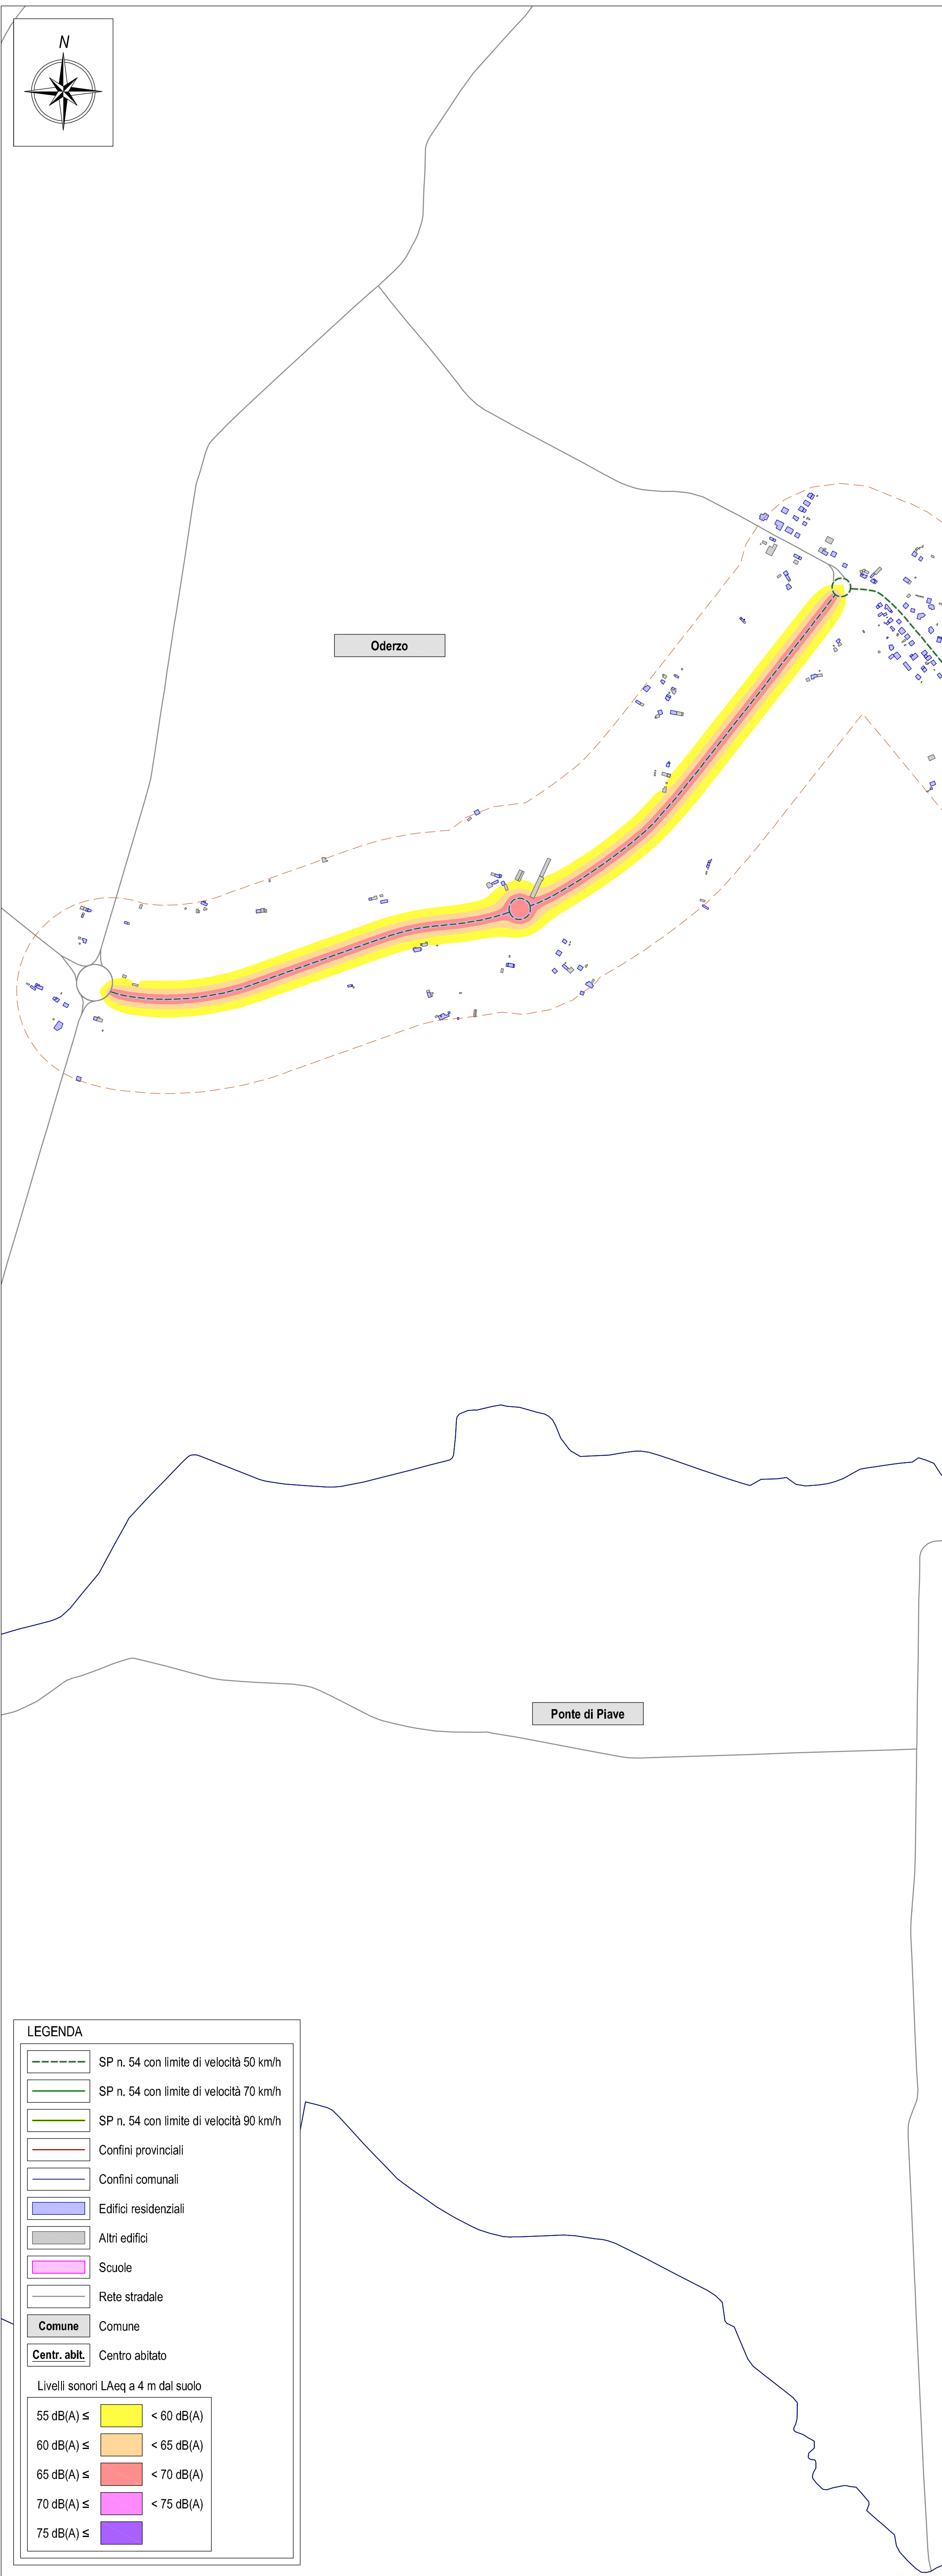 N
Oderzo
Ponte di Piave
LEGENDA
SP n. 54 con limite di velocità 50 km/h
SP n. 54 con limite di velocità 70 km/h
SP n. 54 con limite di velocità 90 km/h
Confini provinciali
Confini comunali
Edifici residenziali
Altri edifici
Scuole
Rete stradale
Comune Comune
Centr. abit. Centro abitato
Livelli sonori LAeq a 4 m dal suolo
55 dB(A) ≤ < 60 dB(A)
60 dB(A) ≤ < 65 dB(A)
65 dB(A) ≤ < 70 dB(A)
70 dB(A) ≤ < 75 dB(A)
75 dB(A) ≤